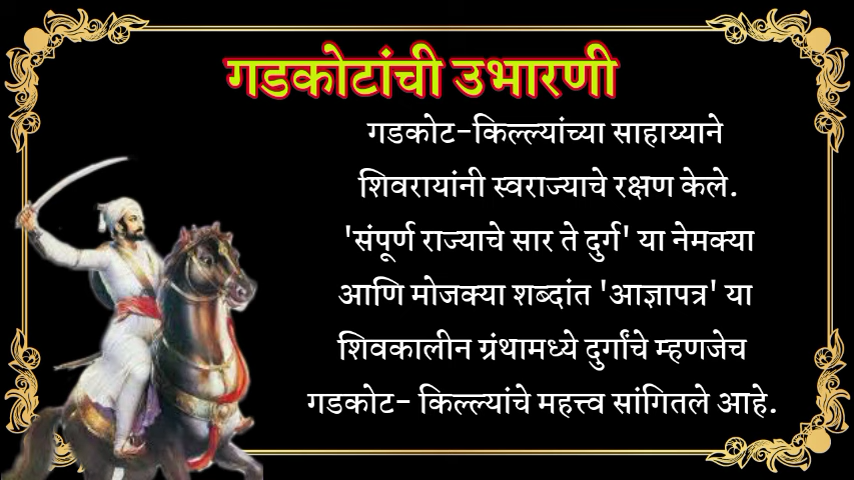 गडकोटांची उभारणी
गडकोट-किल्ल्यांच्या साहाय्याने
शिवरायांनी स्वराज्याचे रक्षण केले.
'संपूर्ण राज्याचे सार ते दुर्ग' या नेमक्या
आणि मोजक्या शब्दांत 'आज्ञापत्र' या
शिवकालीन ग्रंथामध्ये दुर्गांचे म्हणजेच
गडकोट- किल्ल्यांचे महत्त्व सांगितले आहे.